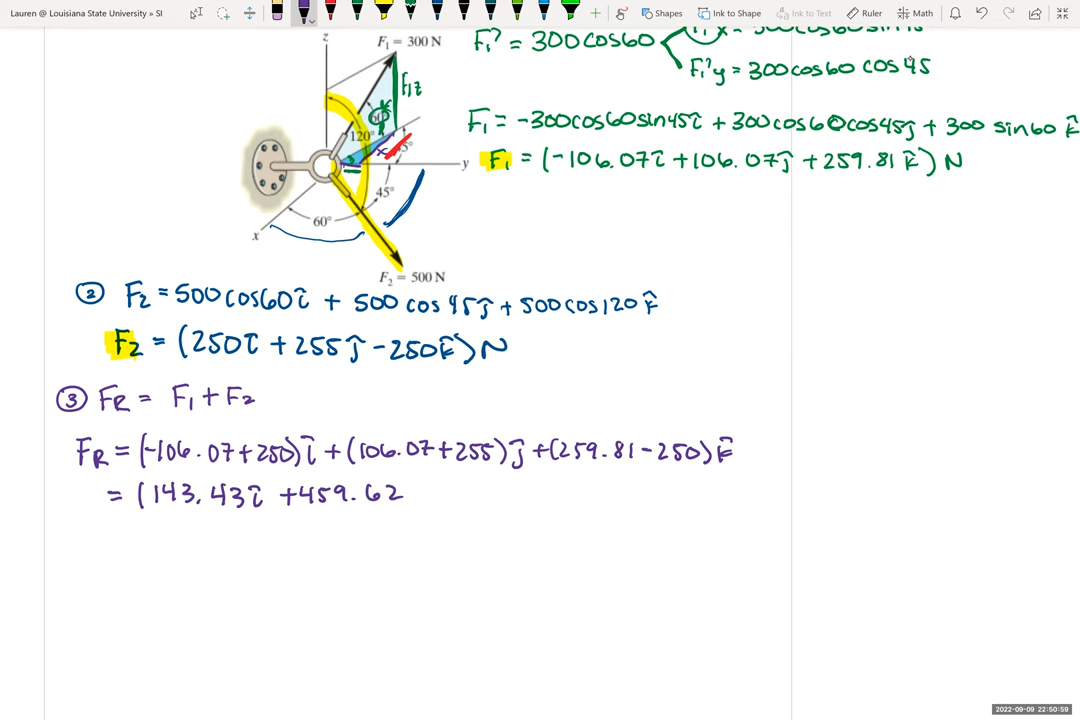 Lauren @ Louisiana State University » SI
Shapes
Ink to Shape
Ink to Text
Ruler
Math
F₁' = 300cos60
F₁'y = 300cos60 cos45
z
F₁ = 300 N
F₁z
60°
120°
y
45°
60°
x
F₂ = 500 N
F₁ = -300cos60sin45î + 300cos60cos45ĵ + 300 sin60 k̂
F₁ = (-106.07î + 106.07ĵ + 259.81 k̂) N
② F₂ = 500cos60î + 500 cos 45ĵ + 500cos120 k̂
F₂ = (250î + 255ĵ - 250k̂) N
③ FR = F₁ + F₂
FR = (-106.07+250)î + (106.07+255)ĵ + (259.81-250)k̂
= (143.43î + 459.62
2022-09-09 22:50:59